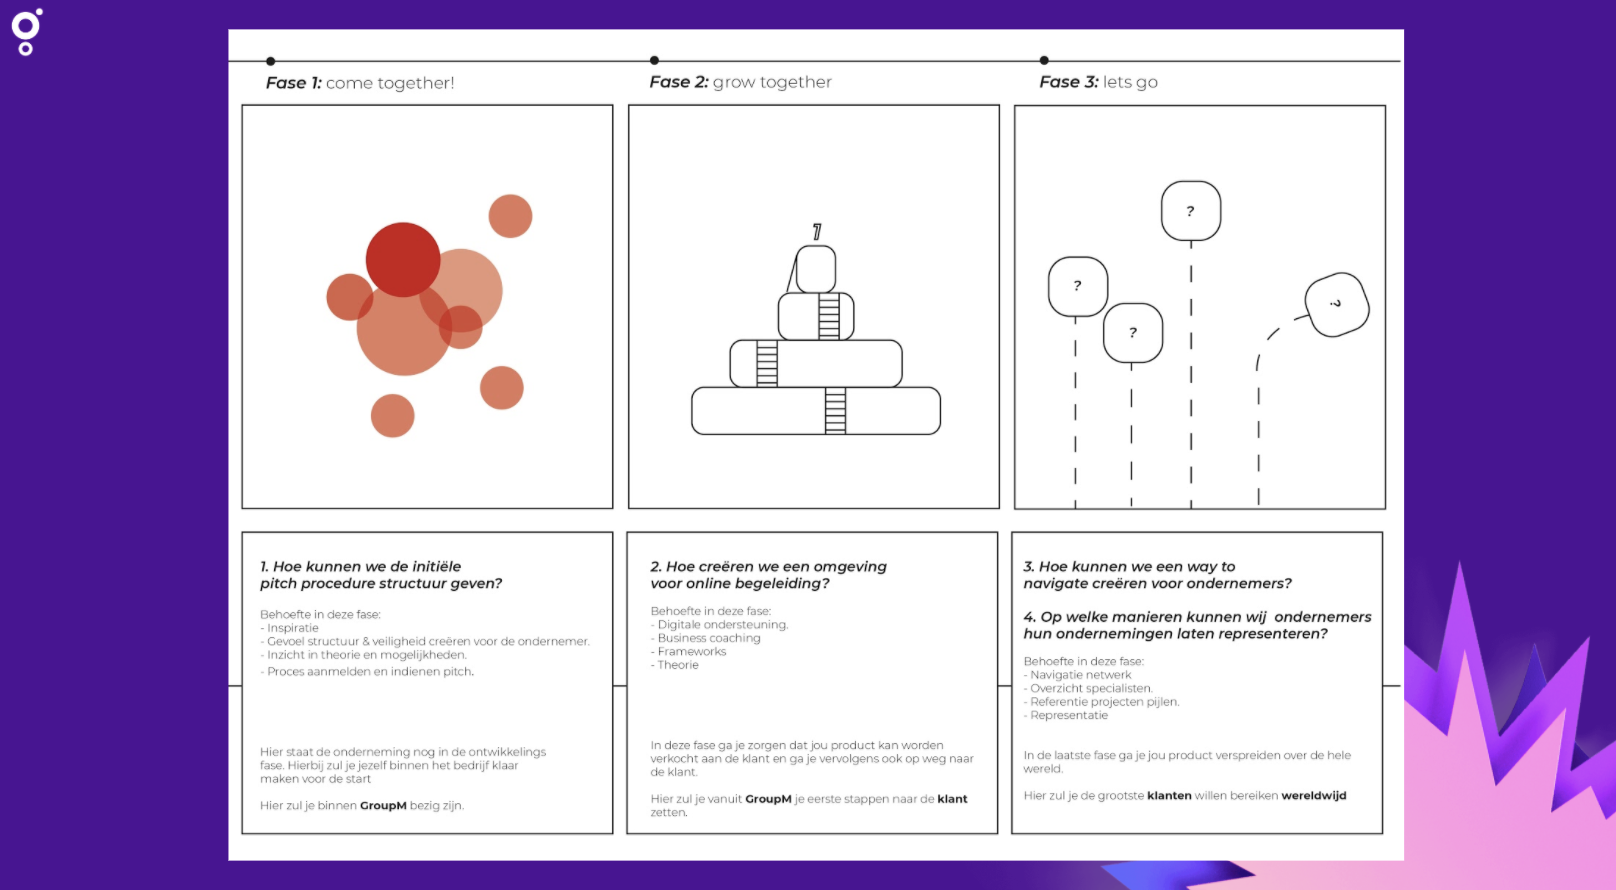 Fase 1: come together!
Fase 2: grow together
Fase 3: lets go
1
?
?
?
?
1. Hoe kunnen we de initiële
pitch procedure structuur geven?
Behoefte in deze fase:
- Inspiratie
- Gevoel structuur & veiligheid creëren voor de ondernemer.
- Inzicht in theorie en mogelijkheden.
- Proces aanmelden en indienen pitch.
Hier staat de onderneming nog in de ontwikkelings
fase. Hierbij zul je jezelf binnen het bedrijf klaar
maken voor de start
Hier zul je binnen GroupM bezig zijn.
2. Hoe creëren we een omgeving
voor online begeleiding?
Behoefte in deze fase:
- Digitale ondersteuning.
- Business coaching
- Frameworks
- Theorie
In deze fase ga je zorgen dat jou product kan worden
verkocht aan de klant en ga je vervolgens ook op weg naar
de klant.
Hier zul je vanuit GroupM je eerste stappen naar de klant
zetten.
3. Hoe kunnen we een way to
navigate creëren voor ondernemers?
4. Op welke manieren kunnen wij ondernemers
hun ondernemingen laten representeren?
Behoefte in deze fase:
- Navigatie netwerk
- Overzicht specialisten.
- Referentie projecten pijlen.
- Representatie
In de laatste fase ga je jou product verspreiden over de hele
wereld.
Hier zul je de grootste klanten willen bereiken wereldwijd